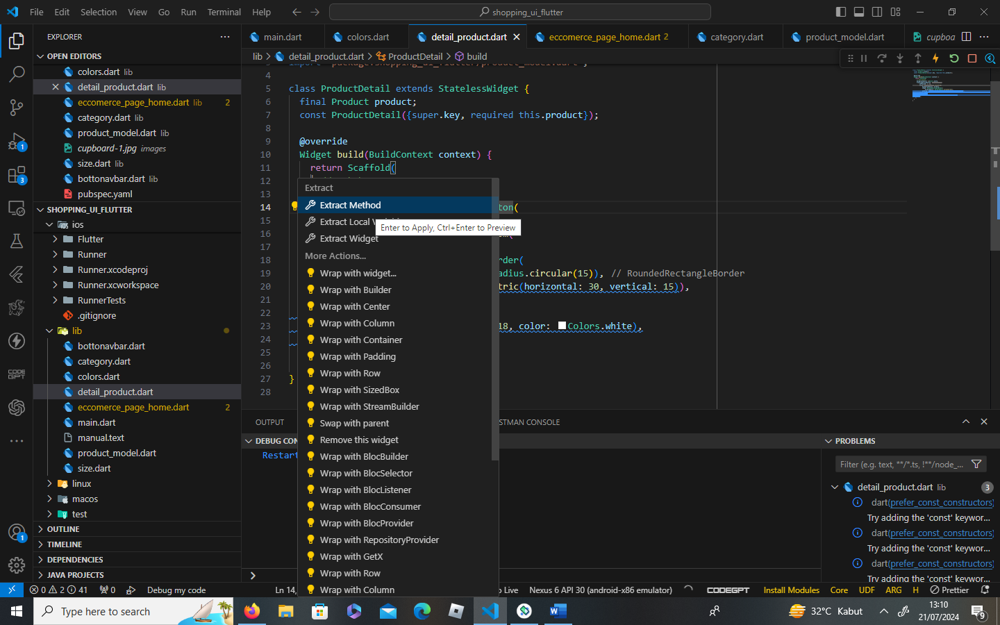 File Edit Selection View Go Run Terminal Help
shopping_ui_flutter
EXPLORER
OPEN EDITORS
colors.dart lib
detail_product.dart lib
eccomerce_page_home.dart lib 2
category.dart lib
product_model.dart lib
cupboard-1.jpg images
size.dart lib
bottonavbar.dart lib
pubspec.yaml
SHOPPING_UI_FLUTTER
ios
Flutter
Runner
Runner.xcodeproj
Runner.xcworkspace
RunnerTests
.gitignore
lib
bottonavbar.dart
category.dart
colors.dart
detail_product.dart
eccomerce_page_home.dart 2
main.dart
manual.text
product_model.dart
size.dart
linux
macos
test
OUTLINE
TIMELINE
DEPENDENCIES
JAVA PROJECTS
1
3
CODE
GPT
1
main.dart colors.dart detail_product.dart eccomerce_page_home.dart 2 category.dart product_model.dart cupboa
lib > detail_product.dart > ProductDetail > build
import 'package:shopping_ui_flutter/product_model.dart';
4
5 class ProductDetail extends StatelessWidget {
6 final Product product;
7 const ProductDetail({super.key, required this.product});
8
9 @override
10 Widget build(BuildContext context) {
11 return Scaffold(
12
13
14 ton(
15
16
17
18 rder(
19 adius.circular(15)), // RoundedRectangleBorder
20 tric(horizontal: 30, vertical: 15)),
21
22
23 18, color: Colors.white),
24
25
26
27 }
28
Extract
Extract Method
Extract Local V
Enter to Apply, Ctrl+Enter to Preview
Extract Widget
More Actions...
Wrap with widget...
Wrap with Builder
Wrap with Center
Wrap with Column
Wrap with Container
Wrap with Padding
Wrap with Row
Wrap with SizedBox
Wrap with StreamBuilder
Swap with parent
Remove this widget
Wrap with BlocBuilder
Wrap with BlocSelector
Wrap with BlocListener
Wrap with BlocConsumer
Wrap with BlocProvider
Wrap with RepositoryProvider
Wrap with GetX
Wrap with Row
Wrap with Column
OUTPUT STMAN CONSOLE
DEBUG CON
Restart
PROBLEMS
Filter (e.g. text, **/*.ts, !**/node_...
detail_product.dart lib 3
dart(prefer_const_constructors)
Try adding the 'const' keywor...
dart(prefer_const_constructors)
Try adding the 'const' keywor...
dart(prefer_const_constructors)
Try adding the 'const' keywor...
0 2 41 0 Debug my code Ln 14, o Live Nexus 6 API 30 (android-x86 emulator) CODEGPT Install Modules Core UDF ARG H Prettier
Type here to search
32°C Kabut
13:10
21/07/2024
9